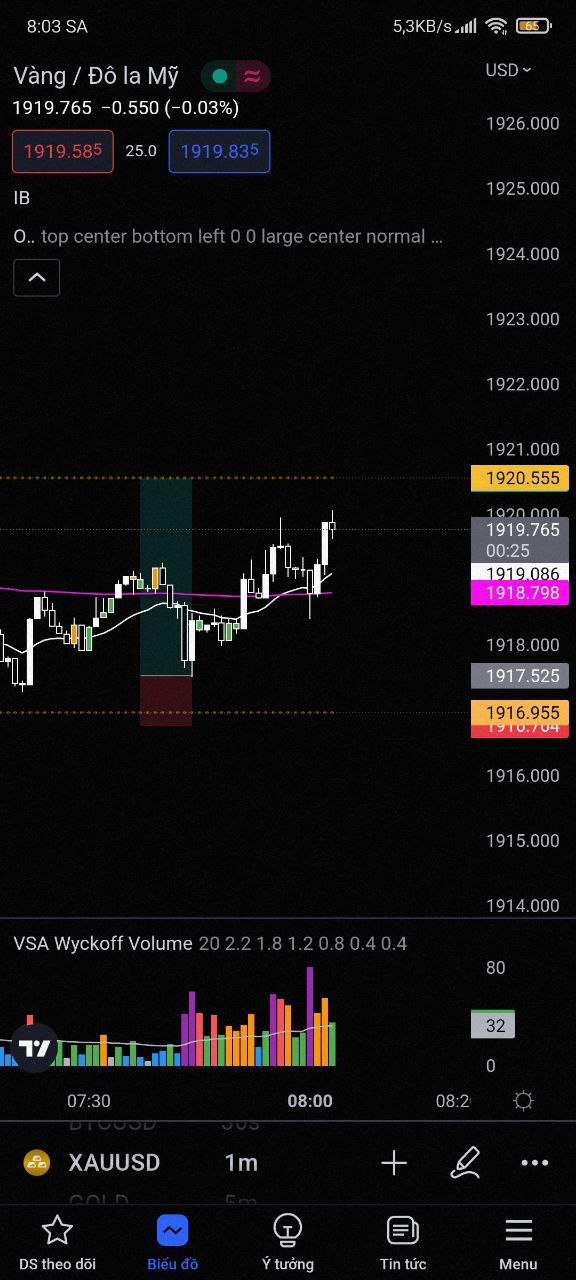 8:03 SA 5,3KB/s 65
Vàng / Đô la Mỹ USD
1919.765 −0.550 (−0.03%)
1926.000
1919.585 25.0 1919.835
1925.000
IB
O.. top center bottom left 0 0 large center normal ...
1924.000
1923.000
1922.000
1921.000
1920.555
1920.000
1919.765
00:25
1919.086
1918.798
1918.000
1917.525
1916.955
1916.764
1916.000
1915.000
1914.000
VSA Wyckoff Volume 20 2.2 1.8 1.2 0.8 0.4 0.4
80
32
0
07:30 08:00 08:2
BTCUSD 30s
XAUUSD 1m
GOLD 5m
DS theo dõi Biểu đồ Ý tưởng Tin tức Menu